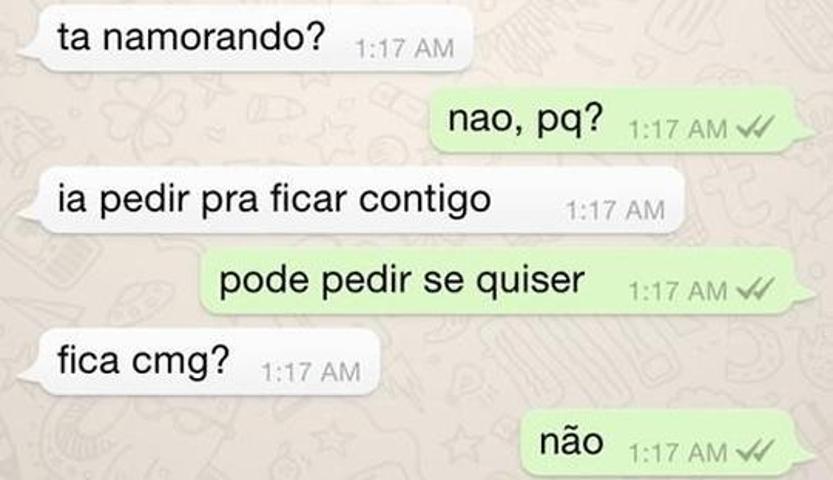 ta namorando? 1:17 AM
nao, pq? 1:17 AM
ia pedir pra ficar contigo 1:17 AM
pode pedir se quiser 1:17 AM
fica cmg? 1:17 AM
não 1:17 AM